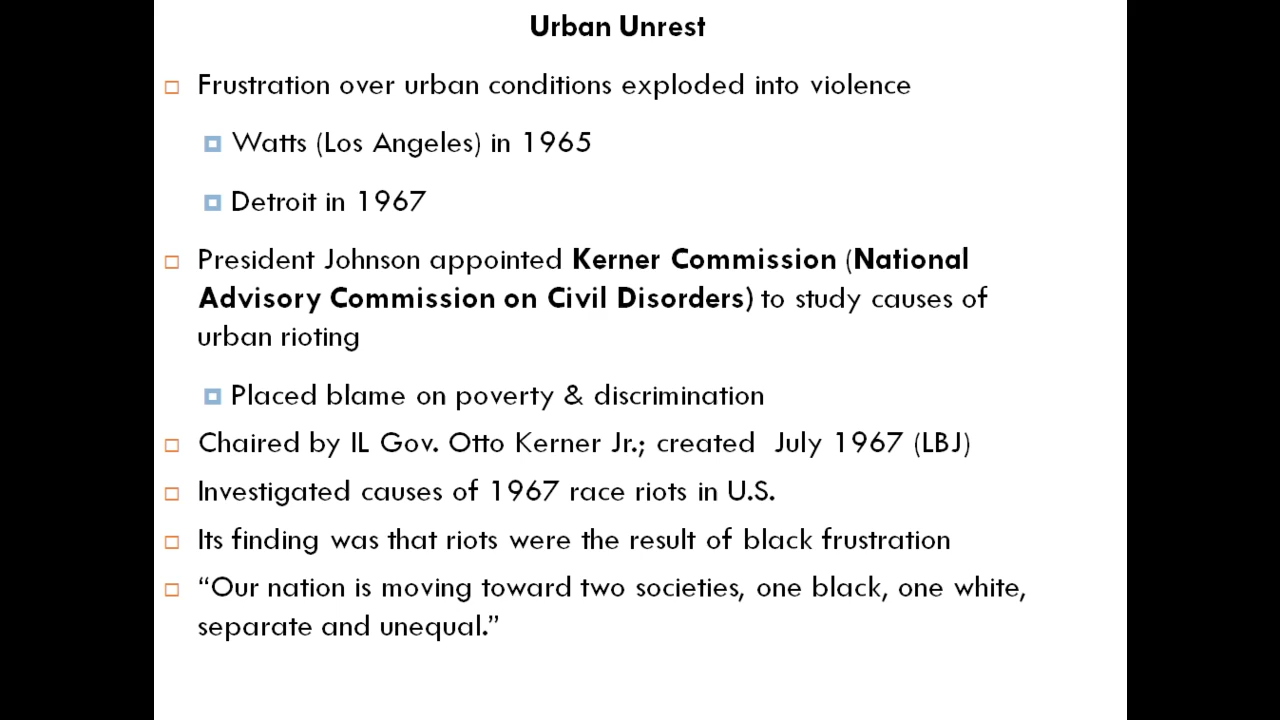 Urban Unrest
Frustration over urban conditions exploded into violence
Watts (Los Angeles) in 1965
Detroit in 1967
President Johnson appointed Kerner Commission (National
Advisory Commission on Civil Disorders) to study causes of
urban rioting
Placed blame on poverty & discrimination
Chaired by IL Gov. Otto Kerner Jr.; created  July 1967 (LBJ)
Investigated causes of 1967 race riots in U.S.
Its finding was that riots were the result of black frustration
“Our nation is moving toward two societies, one black, one white,
separate and unequal.”